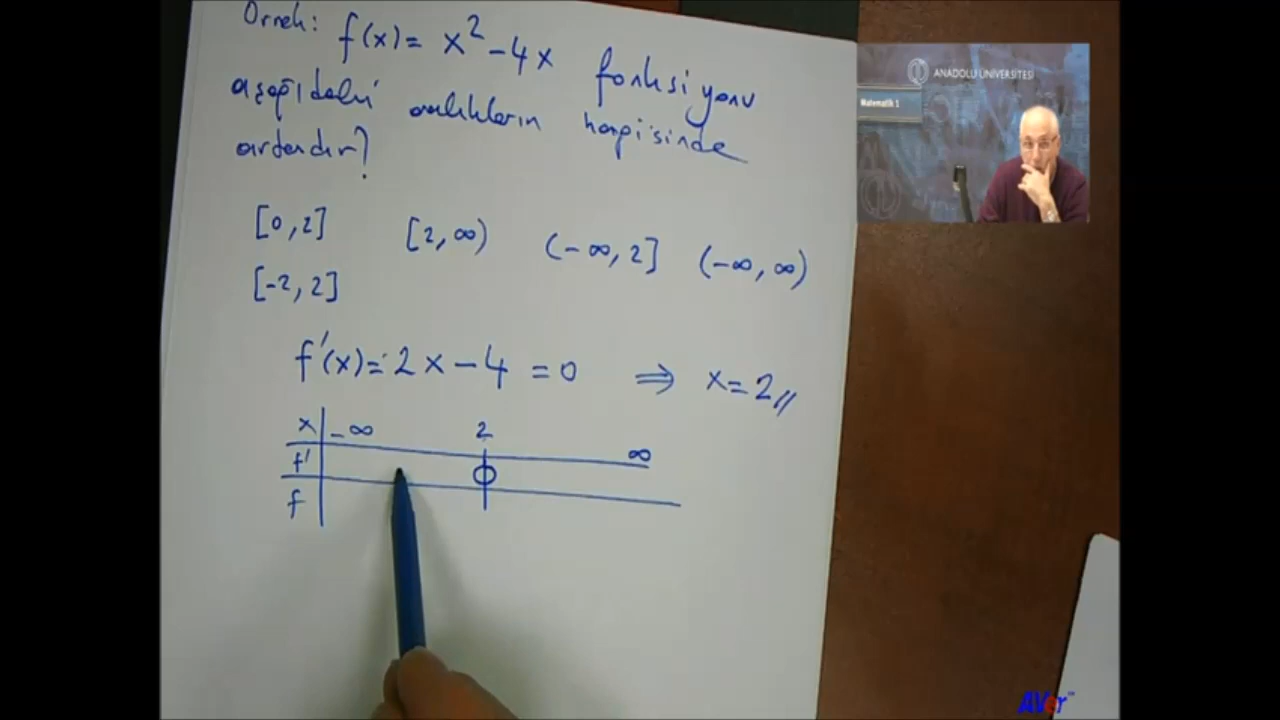 Örnek: f(x) = x² - 4x fonksiyonu
aşağıdaki aralıkların hangisinde
artandır?
[0, 2] [2, ∞) (-∞, 2] (-∞, ∞)
[-2, 2]
f'(x) = 2x - 4 = 0 ⇒ x = 2 //
x -∞ 2 ∞
f' 0
f
ANADOLU ÜNİVERSİTESİ
Matematik 1
AVer™